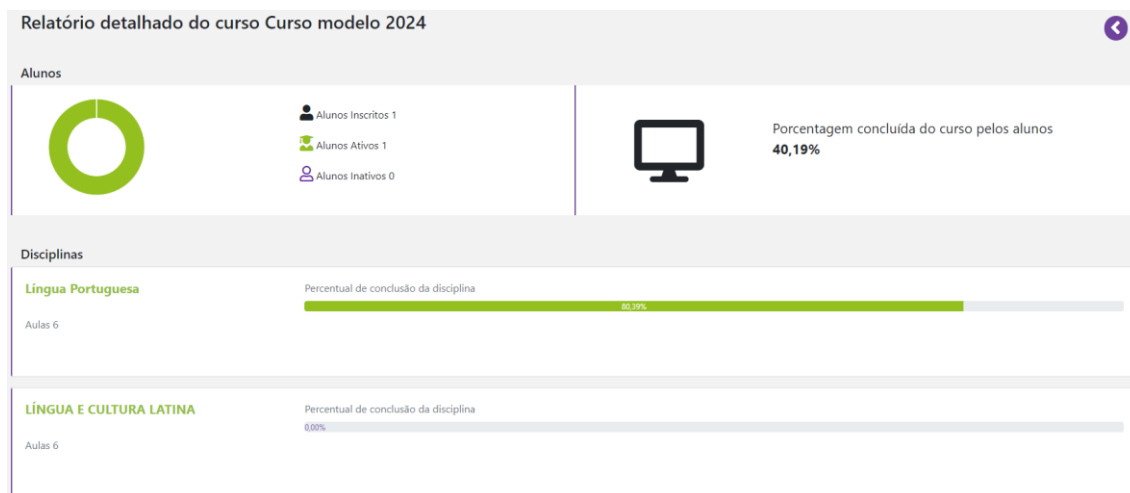 Relatório detalhado do curso Curso modelo 2024
Alunos
Alunos Inscritos 1
Alunos Ativos 1
Alunos Inativos 0
Porcentagem concluída do curso pelos alunos
40,19%
Disciplinas
Língua Portuguesa
Percentual de conclusão da disciplina
80,39%
Aulas 6
LÍNGUA E CULTURA LATINA
Percentual de conclusão da disciplina
0,00%
Aulas 6